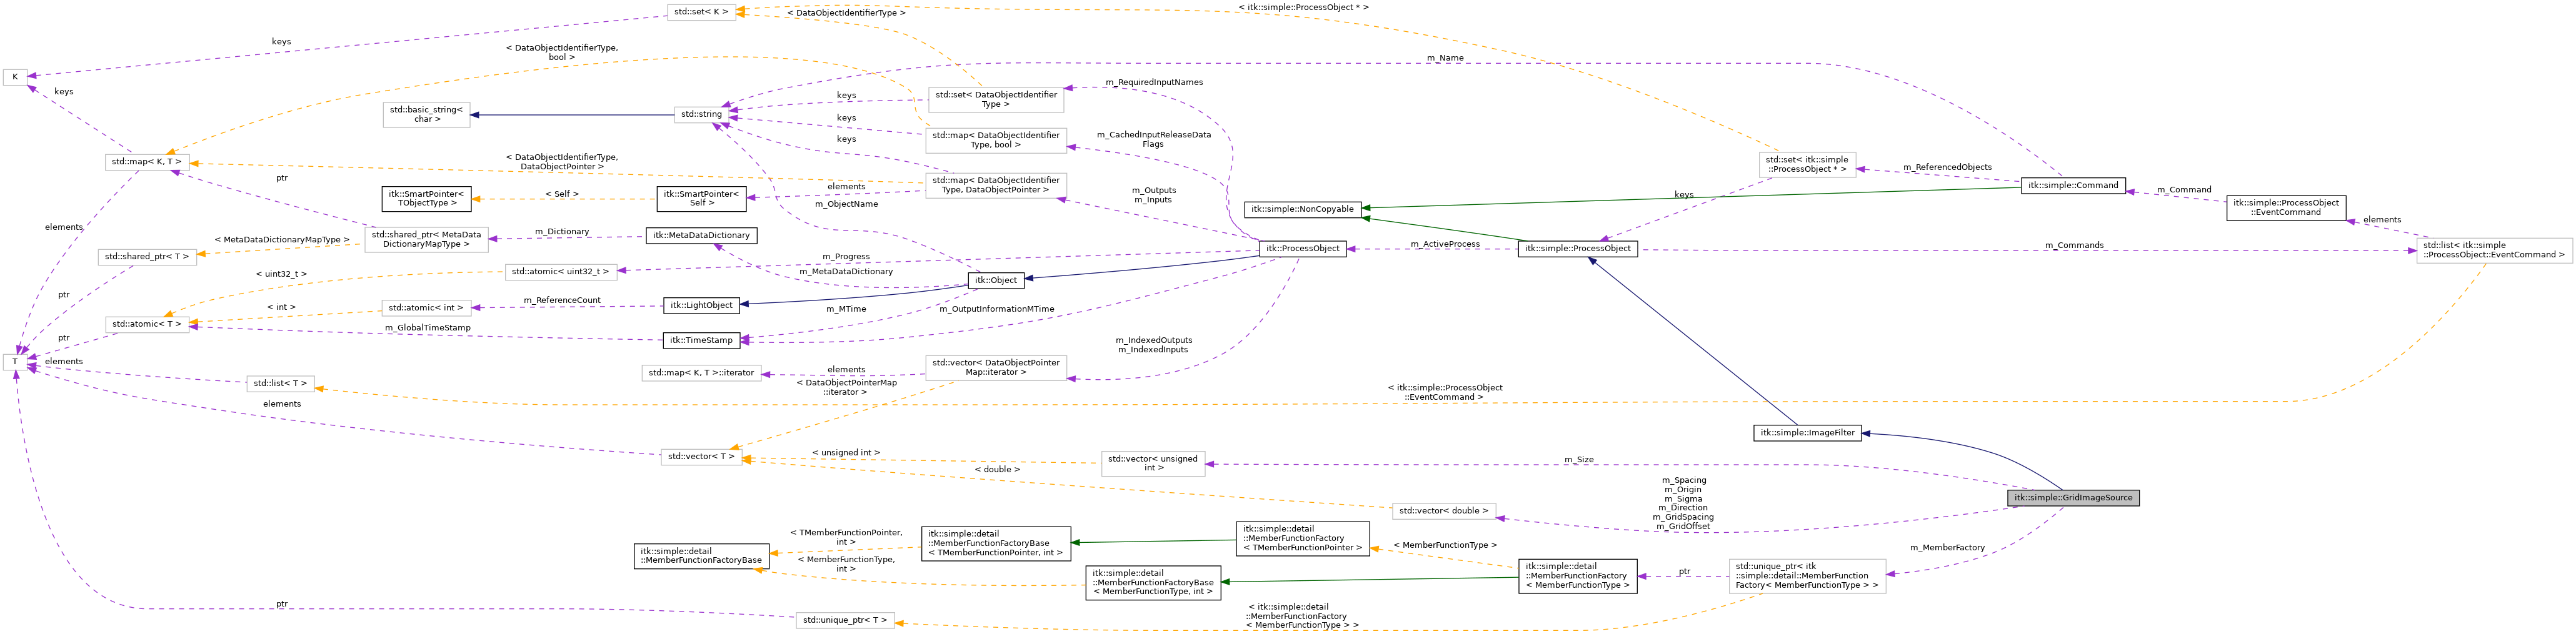 std::set< K >
< DataObjectIdentifierType >
< itk::simple::ProcessObject * >
keys
< DataObjectIdentifierType,
bool >
m_Name
K
keys
m_RequiredInputNames
std::set< DataObjectIdentifier
Type >
keys
std::basic_string<
char >
std::string
keys
std::map< DataObjectIdentifier
Type, bool >
m_CachedInputReleaseData
Flags
keys
std::map< K, T >
< DataObjectIdentifierType,
DataObjectPointer >
std::set< itk::simple
::ProcessObject * >
m_ReferencedObjects
ptr
std::map< DataObjectIdentifier
Type, DataObjectPointer >
elements
itk::SmartPointer<
TObjectType >
< Self >
itk::SmartPointer<
Self >
m_ObjectName
m_Outputs
m_Inputs
keys
itk::simple::Command
m_Command
itk::simple::ProcessObject
::EventCommand
itk::simple::NonCopyable
elements
elements
std::shared_ptr< MetaData
DictionaryMapType >
m_Dictionary
itk::MetaDataDictionary
< MetaDataDictionaryMapType >
std::shared_ptr< T >
itk::ProcessObject
m_ActiveProcess
itk::simple::ProcessObject
m_Commands
std::list< itk::simple
::ProcessObject::EventCommand >
m_Progress
< uint32_t >
std::atomic< uint32_t >
m_MetaDataDictionary
itk::Object
ptr
< int >
std::atomic< int >
m_ReferenceCount
itk::LightObject
m_MTime
m_OutputInformationMTime
std::atomic< T >
m_GlobalTimeStamp
itk::TimeStamp
ptr
m_IndexedOutputs
m_IndexedInputs
T
elements
std::vector< DataObjectPointer
Map::iterator >
elements
std::map< K, T >::iterator
std::list< T >
< DataObjectPointerMap
::iterator >
< itk::simple::ProcessObject
::EventCommand >
elements
itk::simple::ImageFilter
std::vector< T >
< unsigned int >
std::vector< unsigned
int >
m_Size
< double >
m_Spacing
m_Origin
m_Sigma
m_Direction
m_GridSpacing
m_GridOffset
itk::simple::GridImageSource
std::vector< double >
itk::simple::detail
::MemberFunctionFactoryBase
< TMemberFunctionPointer,
int >
itk::simple::detail
::MemberFunctionFactoryBase
< TMemberFunctionPointer, int >
itk::simple::detail
::MemberFunctionFactory
< TMemberFunctionPointer >
< MemberFunctionType >
m_MemberFactory
< MemberFunctionType,
int >
itk::simple::detail
::MemberFunctionFactoryBase
< MemberFunctionType, int >
itk::simple::detail
::MemberFunctionFactory
< MemberFunctionType >
ptr
std::unique_ptr< itk
::simple::detail::MemberFunction
Factory< MemberFunctionType > >
ptr
std::unique_ptr< T >
< itk::simple::detail
::MemberFunctionFactory
< MemberFunctionType > >